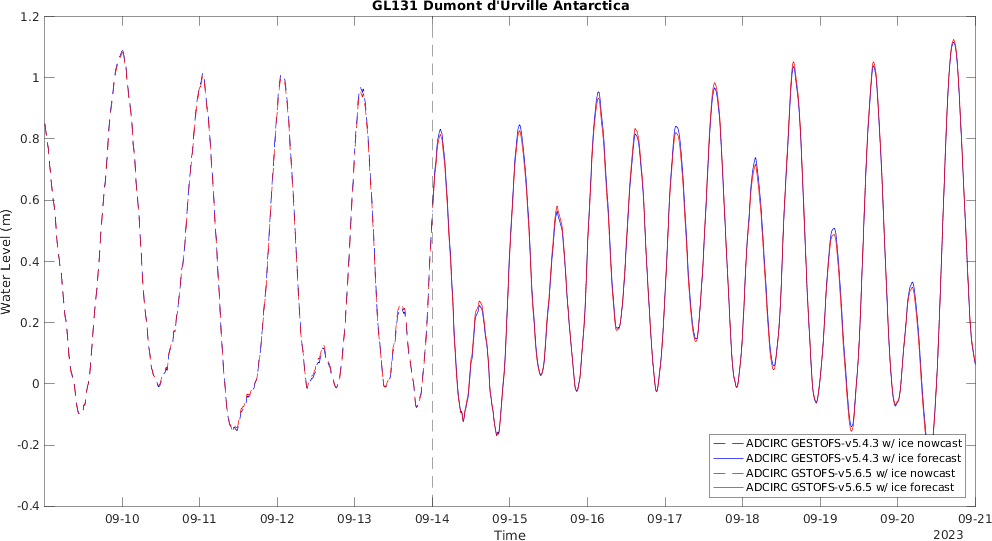 GL131 Dumont d'Urville Antarctica
1.2
1
0.8
0.6
0.4
0.2
0
-0.2
-0.4
Water Level (m)
ADCIRC GESTOFS-v5.4.3 w/ ice nowcast
ADCIRC GESTOFS-v5.4.3 w/ ice forecast
ADCIRC GSTOFS-v5.6.5 w/ ice nowcast
ADCIRC GSTOFS-v5.6.5 w/ ice forecast
09-10 09-11 09-12 09-13 09-14 09-15 09-16 09-17 09-18 09-19 09-20 09-21
Time
2023